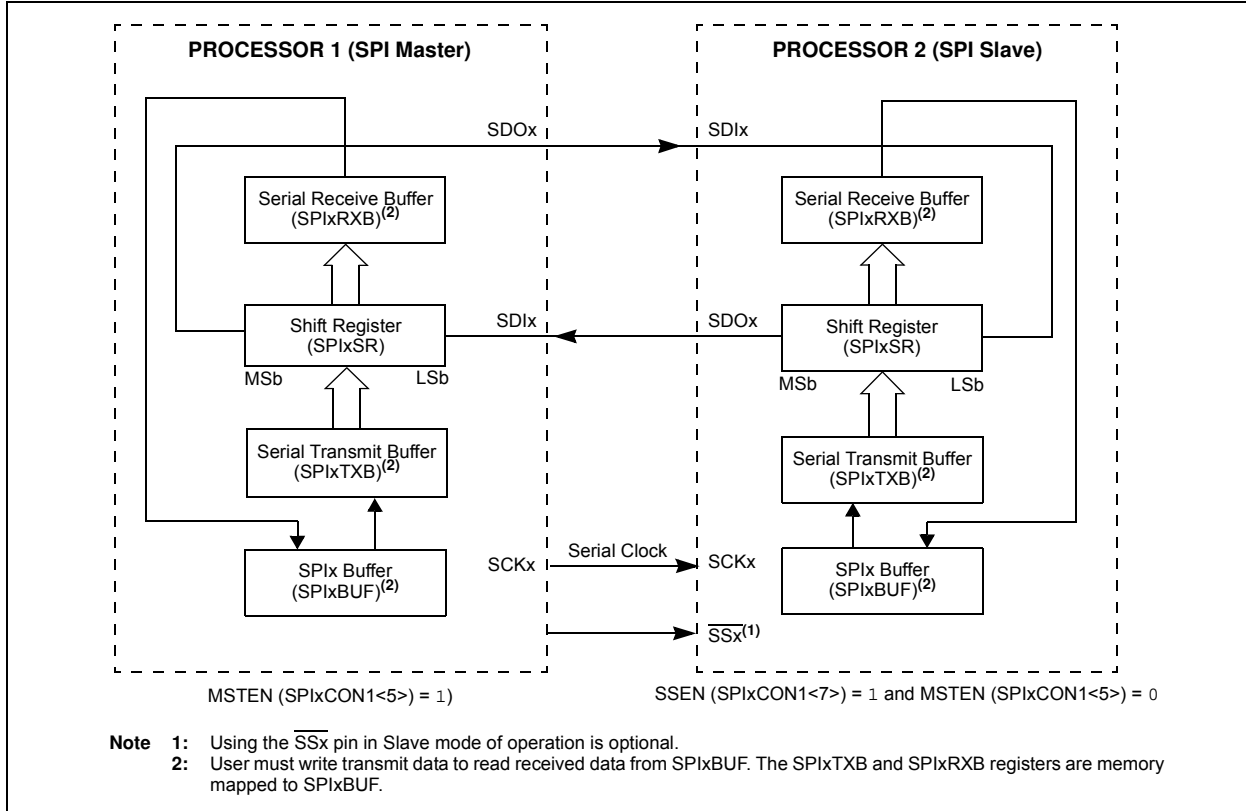 PROCESSOR 1 (SPI Master)
PROCESSOR 2 (SPI Slave)
SDOx
SDIx
Serial Receive Buffer
(SPIxRXB)(2)
Serial Receive Buffer
(SPIxRXB)(2)
Shift Register
(SPIxSR)
SDIx
SDOx
Shift Register
(SPIxSR)
MSb
LSb
MSb
LSb
Serial Transmit Buffer
(SPIxTXB)(2)
Serial Transmit Buffer
(SPIxTXB)(2)
SPIx Buffer
(SPIxBUF)(2)
SCKx
Serial Clock
SCKx
SPIx Buffer
(SPIxBUF)(2)
SSx(1)
MSTEN (SPIxCON1<5>) = 1)
SSEN (SPIxCON1<7>) = 1 and MSTEN (SPIxCON1<5>) = 0
Note 1: Using the SSx pin in Slave mode of operation is optional.
2: User must write transmit data to read received data from SPIxBUF. The SPIxTXB and SPIxRXB registers are memory
mapped to SPIxBUF.